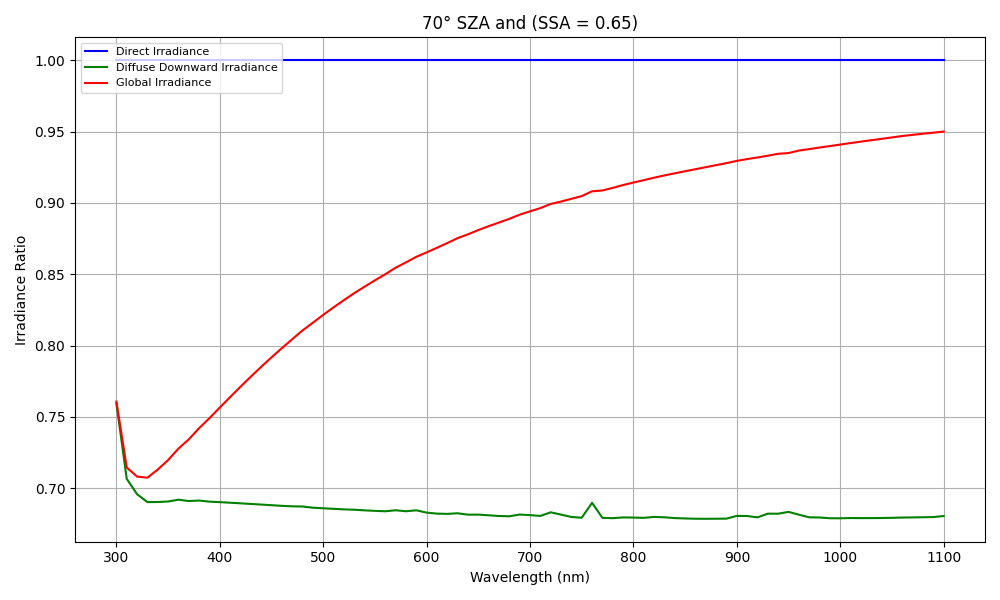 70° SZA and (SSA = 0.65)
Direct Irradiance
Diffuse Downward Irradiance
Global Irradiance
Irradiance Ratio
1.00
0.95
0.90
0.85
0.80
0.75
0.70
300 400 500 600 700 800 900 1000 1100
Wavelength (nm)